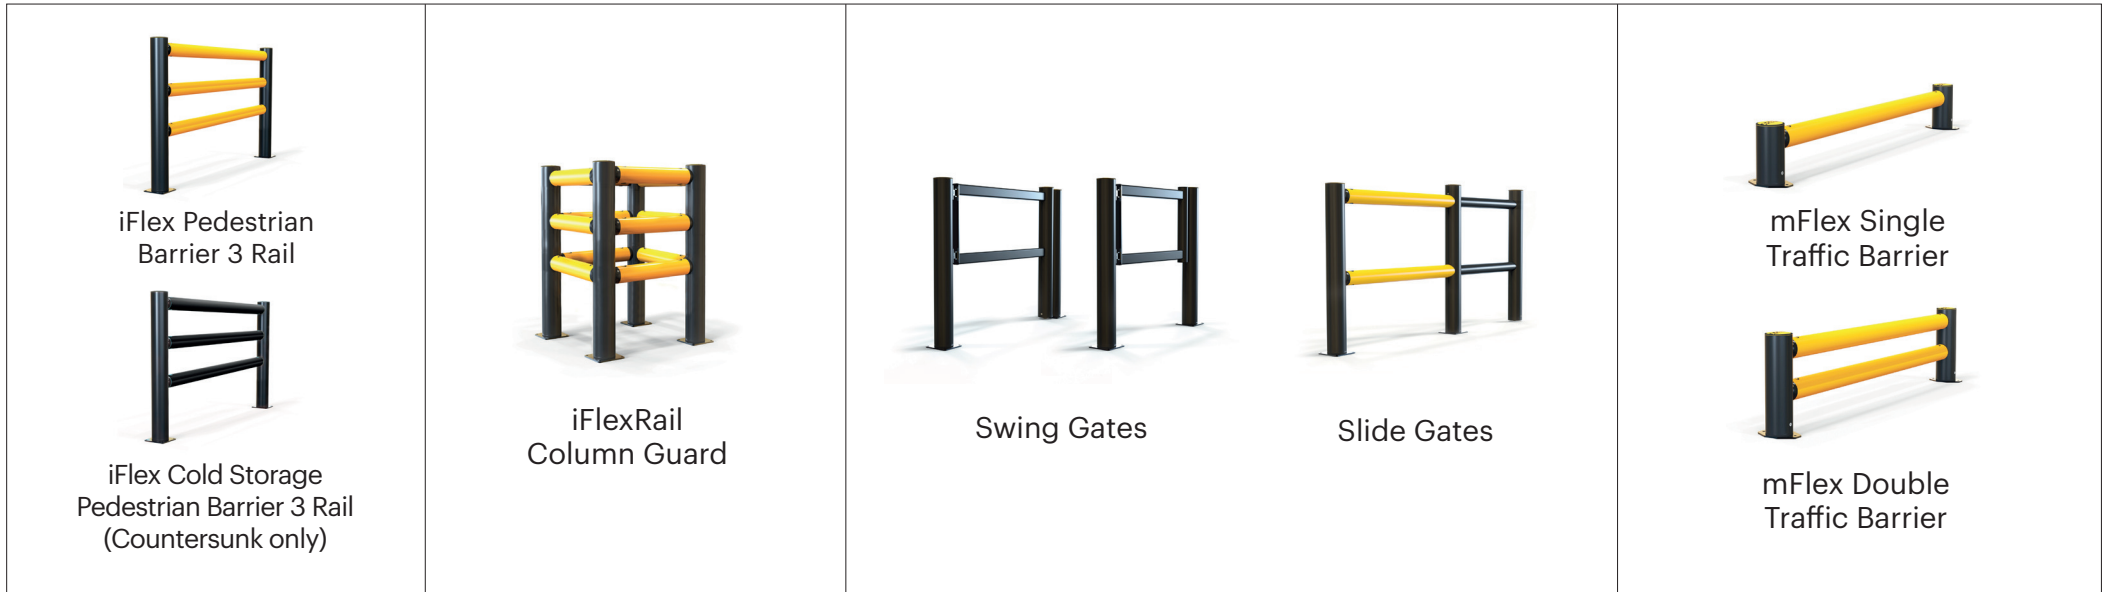 iFlex Pedestrian
Barrier 3 Rail
iFlex Cold Storage
Pedestrian Barrier 3 Rail
(Countersunk only)
iFlexRail
Column Guard
Swing Gates
Slide Gates
mFlex Single
Traffic Barrier
mFlex Double
Traffic Barrier